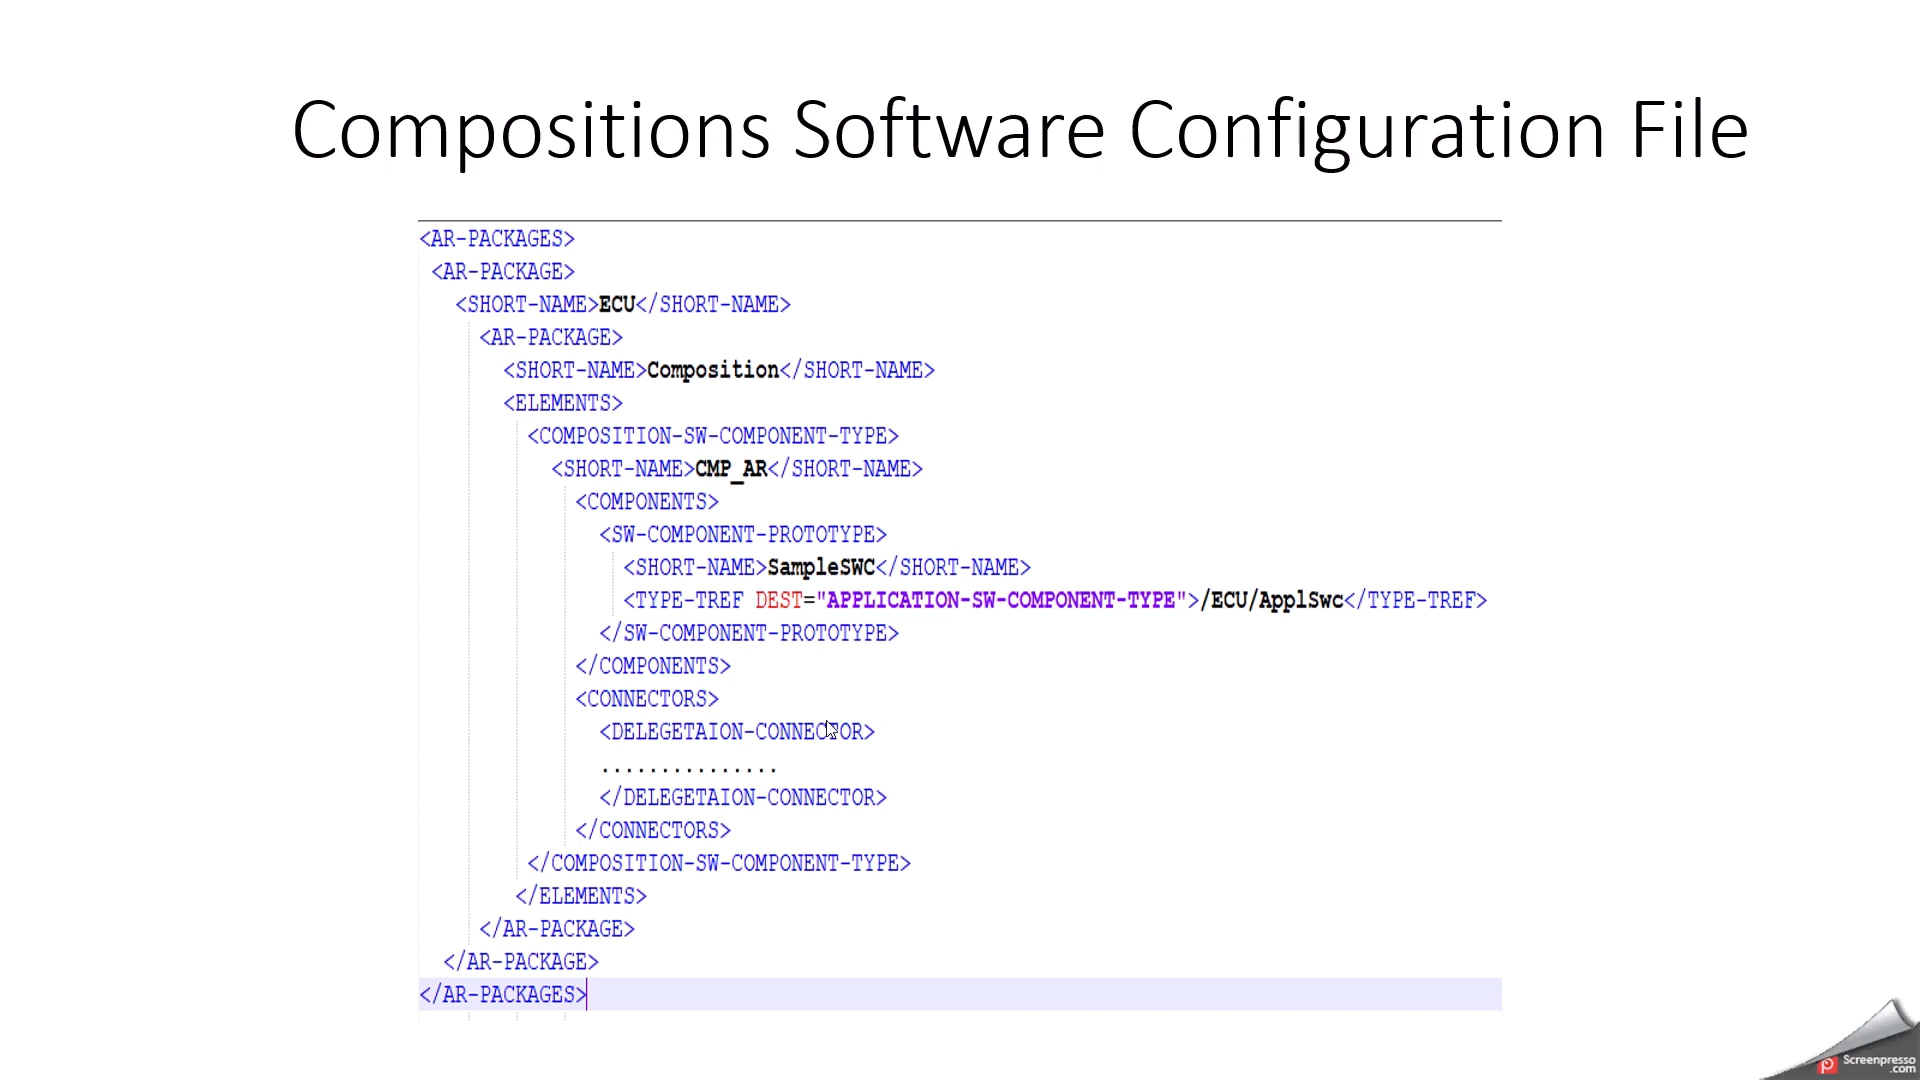 Compositions Software Configuration File
<AR-PACKAGES>
<AR-PACKAGE>
<SHORT-NAME>ECU</SHORT-NAME>
<AR-PACKAGE>
<SHORT-NAME>Composition</SHORT-NAME>
<ELEMENTS>
<COMPOSITION-SW-COMPONENT-TYPE>
<SHORT-NAME>CMP_AR</SHORT-NAME>
<COMPONENTS>
<SW-COMPONENT-PROTOTYPE>
<SHORT-NAME>SampleSWC</SHORT-NAME>
<TYPE-TREF DEST="APPLICATION-SW-COMPONENT-TYPE">/ECU/ApplSwc</TYPE-TREF>
</SW-COMPONENT-PROTOTYPE>
</COMPONENTS>
<CONNECTORS>
<DELEGETAION-CONNECTOR>
...............
</DELEGETAION-CONNECTOR>
</CONNECTORS>
</COMPOSITION-SW-COMPONENT-TYPE>
</ELEMENTS>
</AR-PACKAGE>
</AR-PACKAGE>
</AR-PACKAGES>
Screenpresso
.com